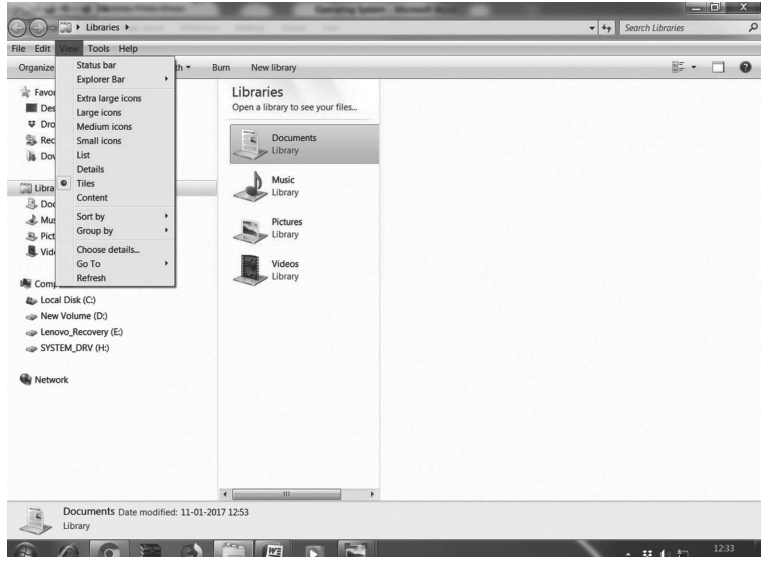 Libraries
Search Libraries
File Edit View Tools Help
Organize
Burn
New library
Status bar
Explorer Bar
Extra large icons
Large icons
Medium icons
Small icons
List
Details
Tiles
Content
Sort by
Group by
Choose details...
Go To
Refresh
Local Disk (C:)
New Volume (D:)
Lenovo_Recovery (E:)
SYSTEM_DRV (H:)
Network
Libraries
Open a library to see your files...
Documents
Library
Music
Library
Pictures
Library
Videos
Library
Documents Date modified: 11-01-2017 12:53
Library
12:33